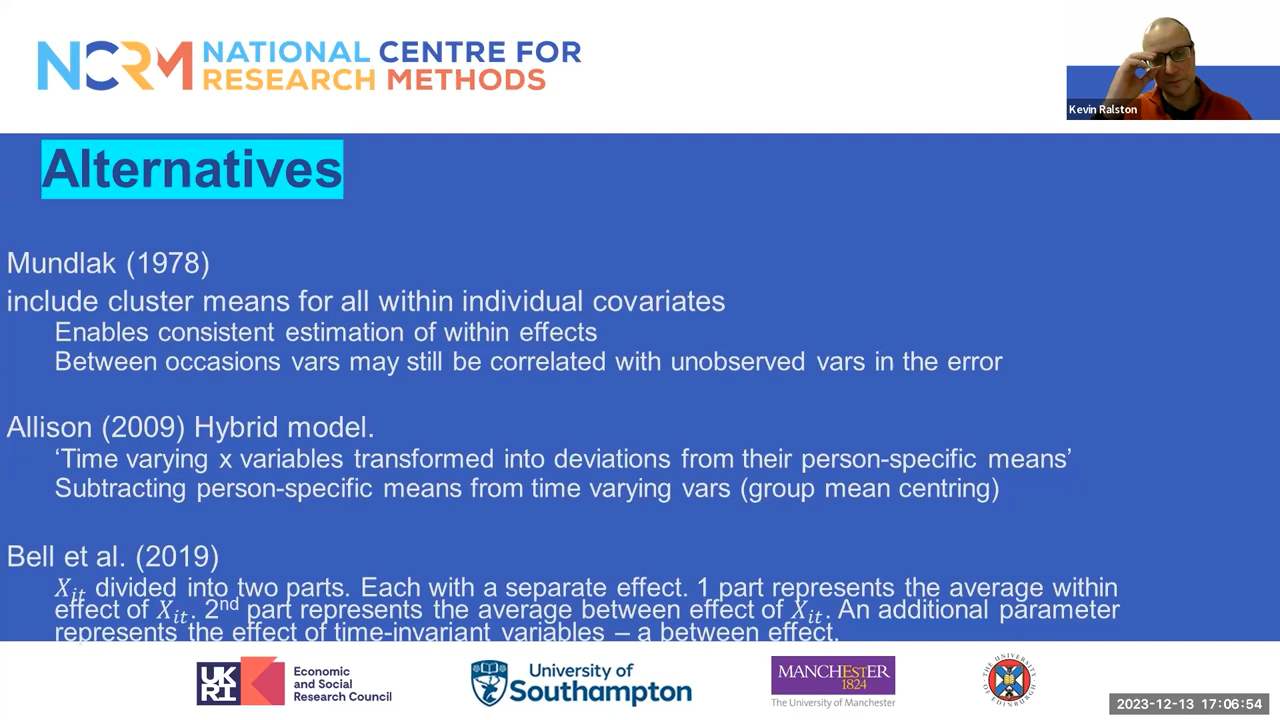 NCRM NATIONAL CENTRE FOR
RESEARCH METHODS
Kevin Ralston
Alternatives
Mundlak (1978)
include cluster means for all within individual covariates
Enables consistent estimation of within effects
Between occasions vars may still be correlated with unobserved vars in the error
Allison (2009) Hybrid model.
‘Time varying x variables transformed into deviations from their person-specific means’
Subtracting person-specific means from time varying vars (group mean centring)
Bell et al. (2019)
X_it divided into two parts. Each with a separate effect. 1 part represents the average within
effect of X_it. 2nd part represents the average between effect of X_it. An additional parameter
represents the effect of time-invariant variables – a between effect.
UKRI
Economic
and Social
Research Council
University of
Southampton
MANCHESTER
1824
The University of Manchester
THE UNIVERSITY OF EDINBURGH
2023-12-13 17:06:54